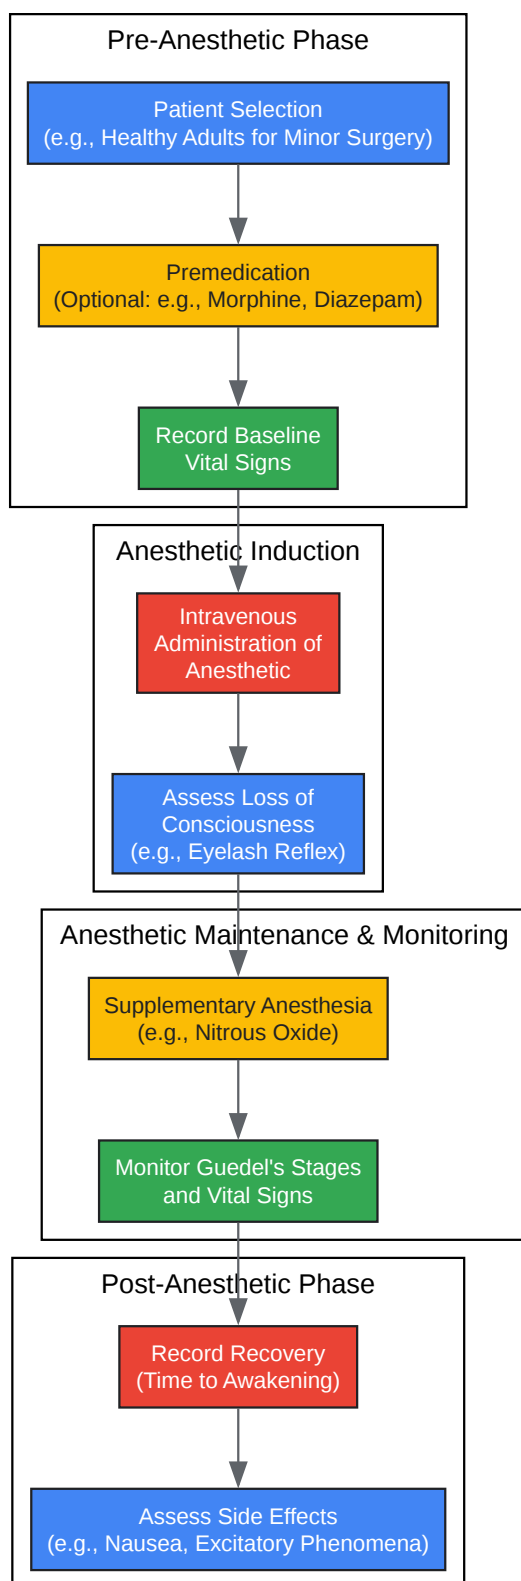 Pre-Anesthetic Phase
Patient Selection
(e.g., Healthy Adults for Minor Surgery)
Premedication
(Optional: e.g., Morphine, Diazepam)
Record Baseline
Vital Signs
Anesthetic Induction
Intravenous
Administration of
Anesthetic
Assess Loss of
Consciousness
(e.g., Eyelash Reflex)
Anesthetic Maintenance & Monitoring
Supplementary Anesthesia
(e.g., Nitrous Oxide)
Monitor Guedel's Stages
and Vital Signs
Post-Anesthetic Phase
Record Recovery
(Time to Awakening)
Assess Side Effects
(e.g., Nausea, Excitatory Phenomena)